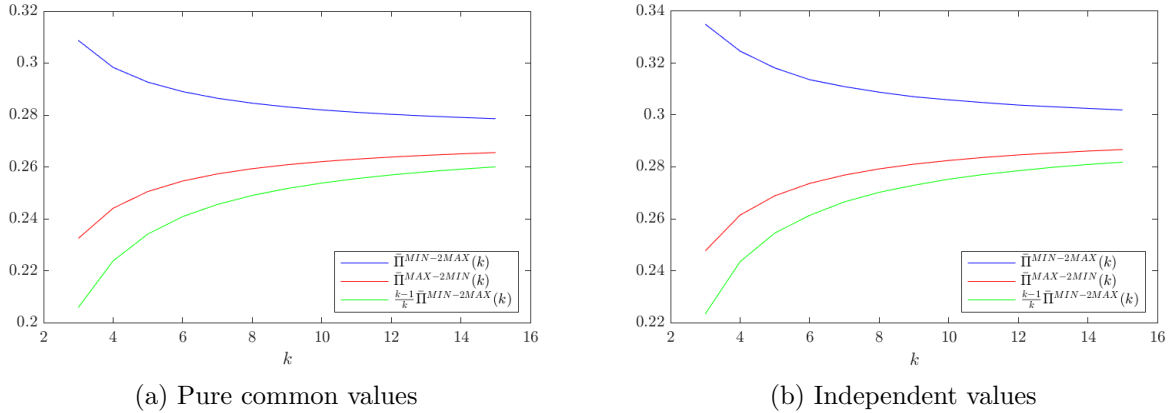 0.32
0.3
0.28
0.26
0.24
0.22
0.2
2 4 6 8 10 12 14 16
k
Π̄^{MIN−2MAX}(k)
Π̄^{MAX−2MIN}(k)
\frac{k−1}{k} Π̄^{MIN−2MAX}(k)
(a) Pure common values
0.34
0.32
0.3
0.28
0.26
0.24
0.22
2 4 6 8 10 12 14 16
k
Π̄^{MIN−2MAX}(k)
Π̄^{MAX−2MIN}(k)
\frac{k−1}{k} Π̄^{MIN−2MAX}(k)
(b) Independent values